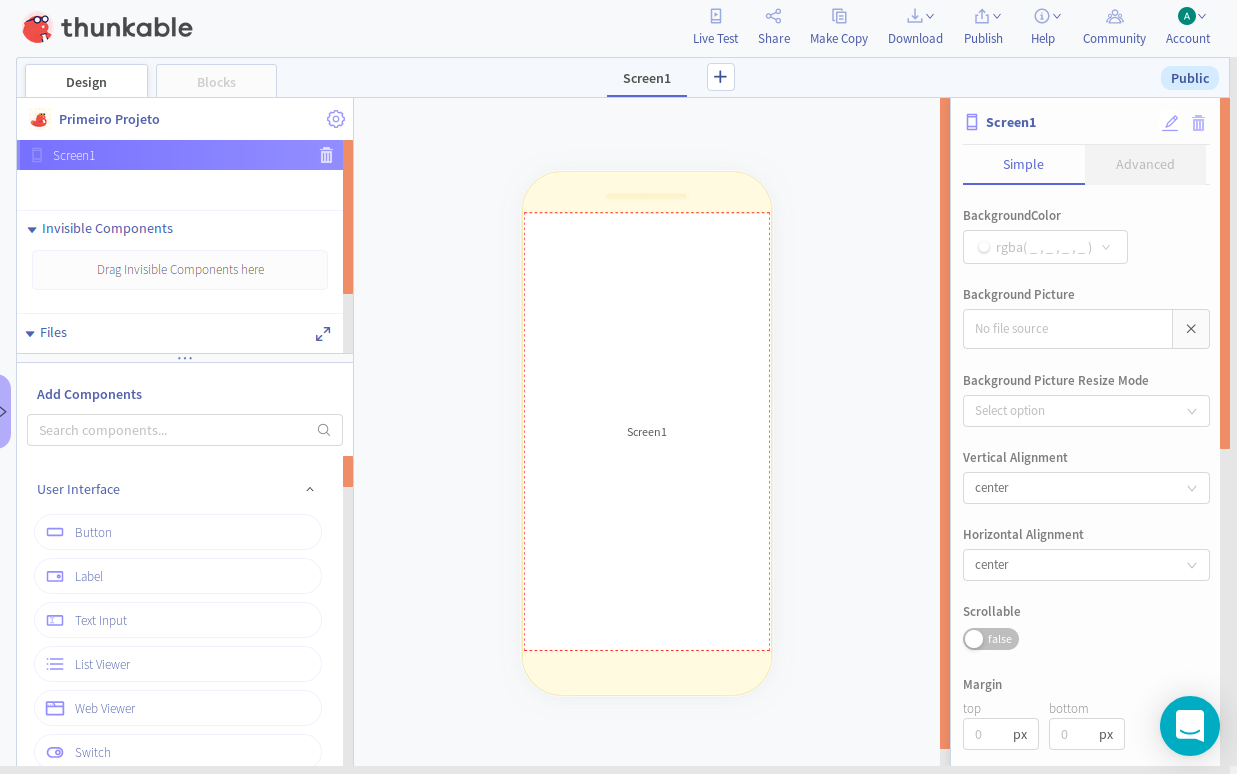 thunkable
Live Test
Share
Make Copy
Download
Publish
Help
Community
A
Account
Design
Blocks
Screen1
+
Public
Primeiro Projeto
Screen1
Invisible Components
Drag Invisible Components here
Files
Add Components
Search components...
User Interface
Button
Label
Text Input
List Viewer
Web Viewer
Switch
Screen1
Screen1
Simple
Advanced
BackgroundColor
rgba( _ , _ , _ , _ )
Background Picture
No file source
Background Picture Resize Mode
Select option
Vertical Alignment
center
Horizontal Alignment
center
Scrollable
false
Margin
top
bottom
0 px
0 px